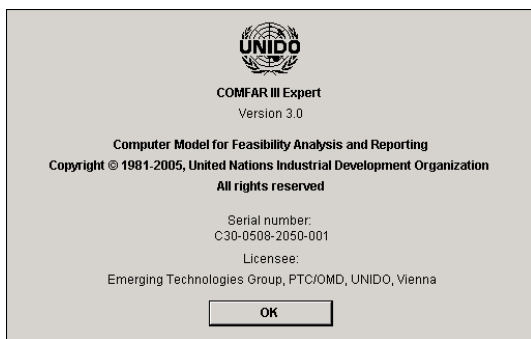 UNIDO
COMFAR III Expert
Version 3.0
Computer Model for Feasibility Analysis and Reporting
Copyright © 1981-2005, United Nations Industrial Development Organization
All rights reserved
Serial number:
C30-0508-2050-001
Licensee:
Emerging Technologies Group, PTC/OMD, UNIDO, Vienna
OK